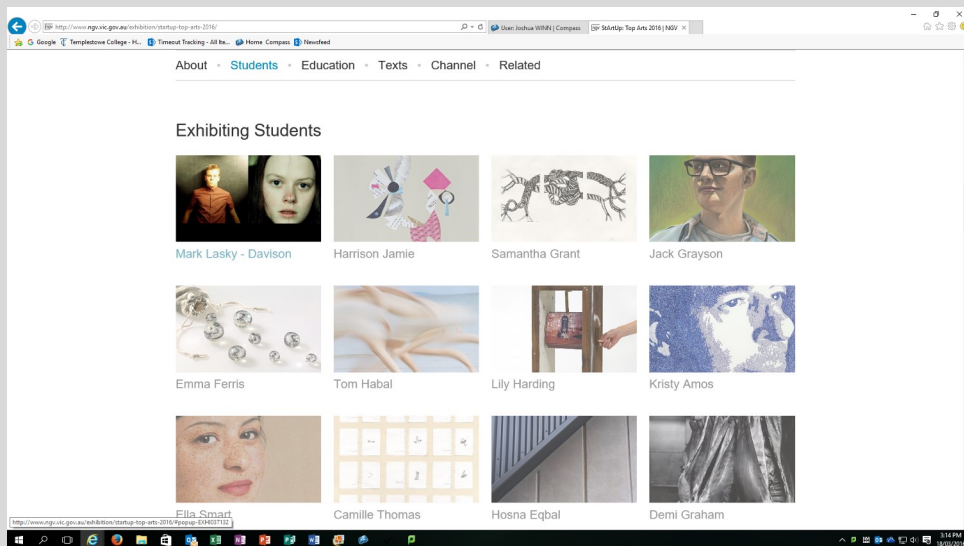 http://www.ngv.vic.gov.au/exhibition/startup-top-arts-2016/
User: Joshua WINN | Compass
StArtUp: Top Arts 2016 | NGV
Google
Templestowe College - H...
Timeout Tracking - All Ite...
Home Compass
Newsfeed
About Students Education Texts Channel Related
Exhibiting Students
Mark Lasky - Davison Harrison Jamie Samantha Grant Jack Grayson
Emma Ferris Tom Habal Lily Harding Kristy Amos
Ella Smart Camille Thomas Hosna Eqbal Demi Graham
http://www.ngv.vic.gov.au/exhibition/startup-top-arts-2016/#popup-EXHI037132
3:14 PM
18/03/2016